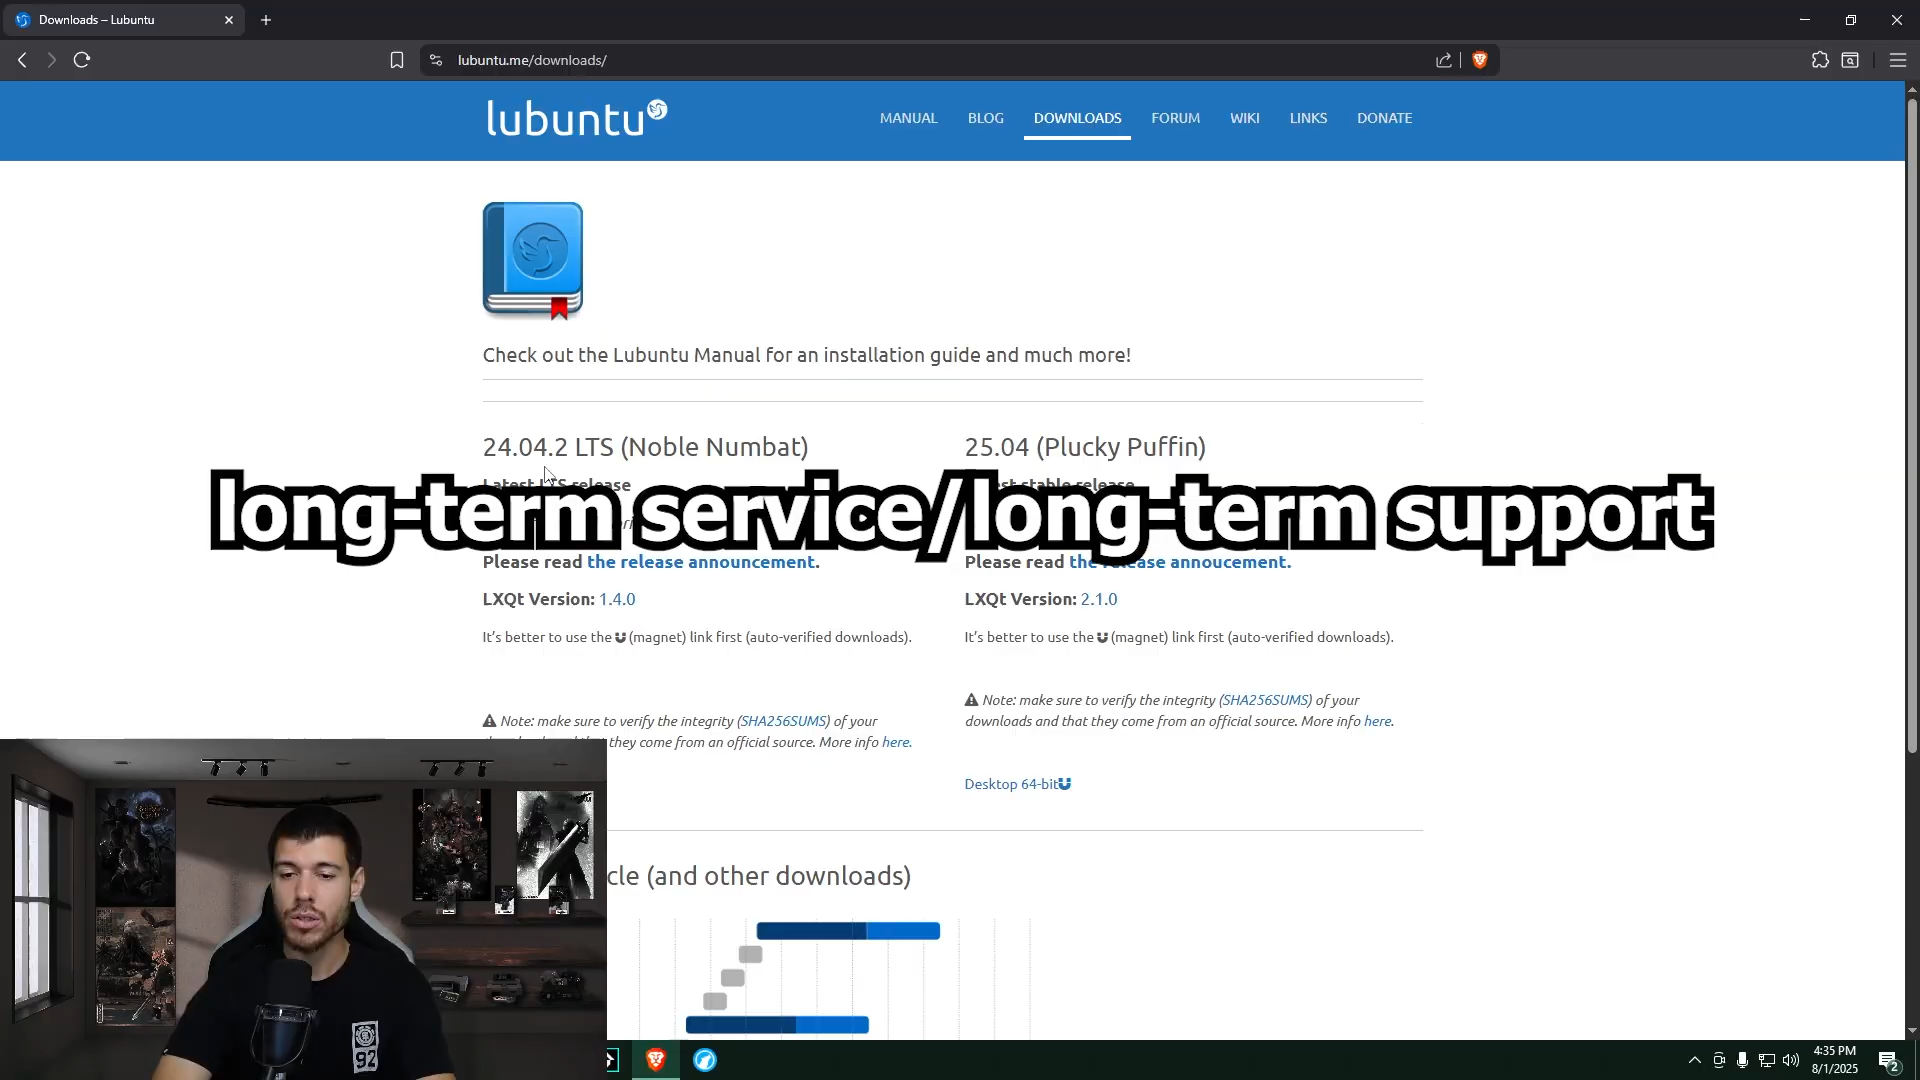 Downloads – Lubuntu
lubuntu.me/downloads/
lubuntu
MANUAL
BLOG
DOWNLOADS
FORUM
WIKI
LINKS
DONATE
Check out the Lubuntu Manual for an installation guide and much more!
24.04.2 LTS (Noble Numbat)
Latest LTS release
long-term service/long-term support
Please read the release announcement.
LXQt Version: 1.4.0
It’s better to use the (magnet) link first (auto-verified downloads).
Note: make sure to verify the integrity (SHA256SUMS) of your
they come from an official source. More info here.
25.04 (Plucky Puffin)
stable release
Please read the release annoucement.
LXQt Version: 2.1.0
It’s better to use the (magnet) link first (auto-verified downloads).
Note: make sure to verify the integrity (SHA256SUMS) of your
downloads and that they come from an official source. More info here.
Desktop 64-bit
(and other downloads)
92
4:35 PM
8/1/2025
2